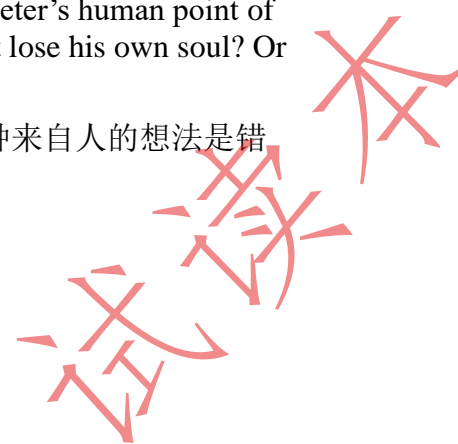 eter’s human point of
lose his own soul? Or
来自人的想法是错
试读本